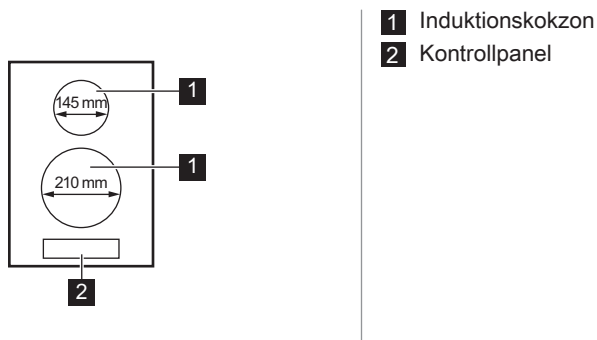 145 mm
1
210 mm
1
2
1 Induktionskokzon
2 Kontrollpanel